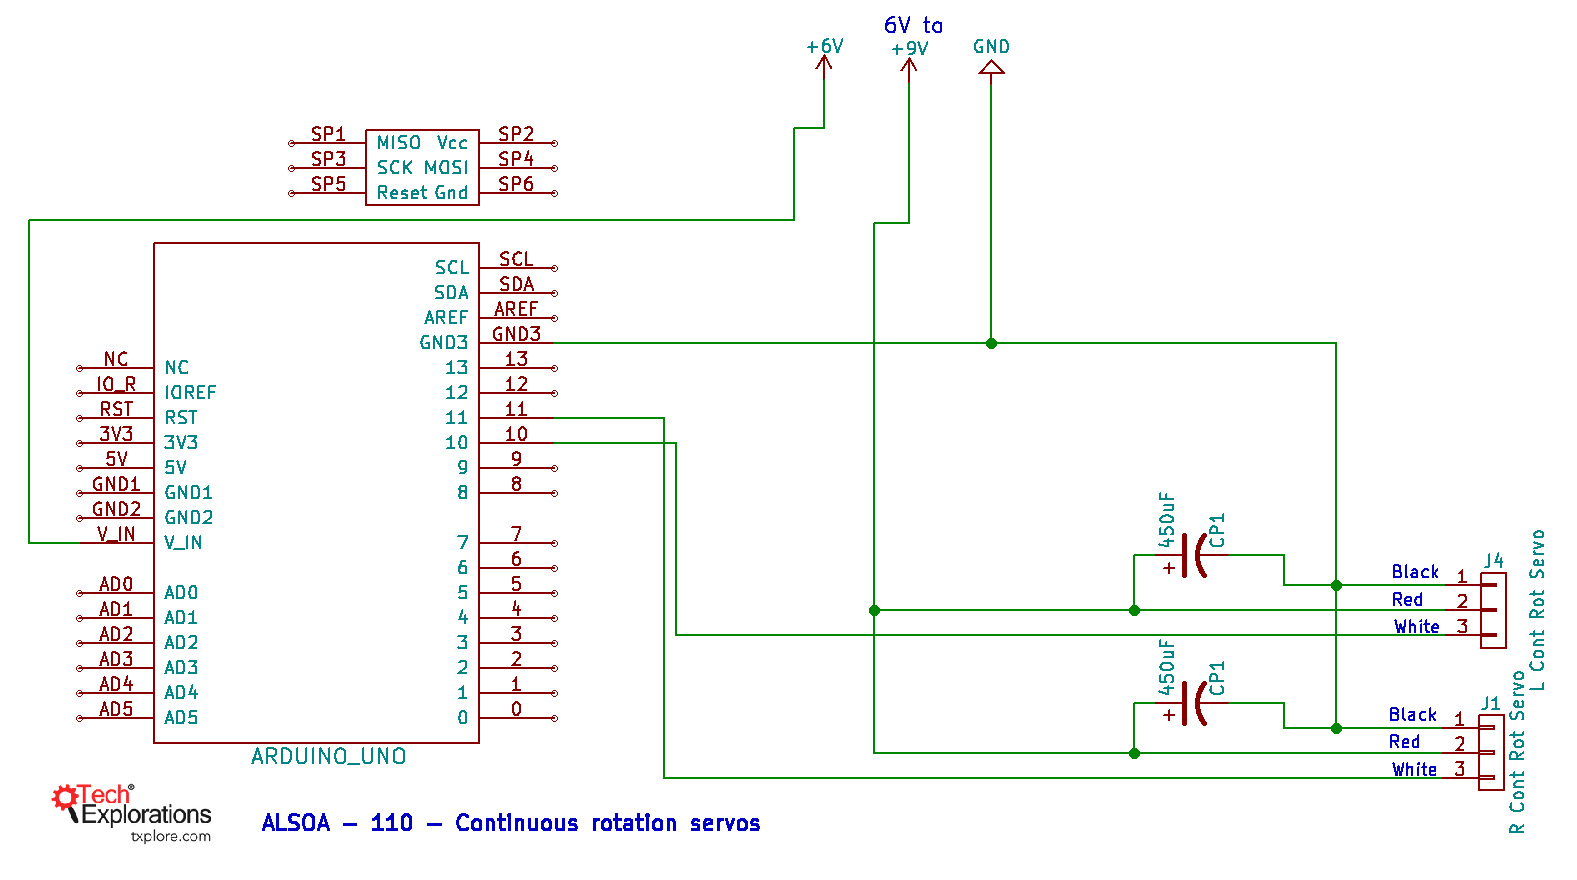 6V to
+6V
+9V
GND
SP1 MISO Vcc SP2
SP3 SCK MOSI SP4
SP5 Reset Gnd SP6
SCL SCL
SDA SDA
AREF AREF
GND3 GND3
NC NC 13 13
IO_R IOREF 12 12
RST RST 11 11
3V3 3V3 10 10
5V 5V 9 9
GND1 GND1 8 8
GND2 GND2
V_IN V_IN 7 7
6 6
AD0 AD0 5 5
AD1 AD1 4 4
AD2 AD2 3 3
AD3 AD3 2 2
AD4 AD4 1 1
AD5 AD5 0 0
ARDUINO_UNO
450uF
+
CP1
J4
Black 1
Red 2
White 3
L Cont Rot Servo
450uF
+
CP1
J1
Black 1
Red 2
White 3
R Cont Rot Servo
Tech®
Explorations
txplore.com
ALSOA - 110 - Continuous rotation servos